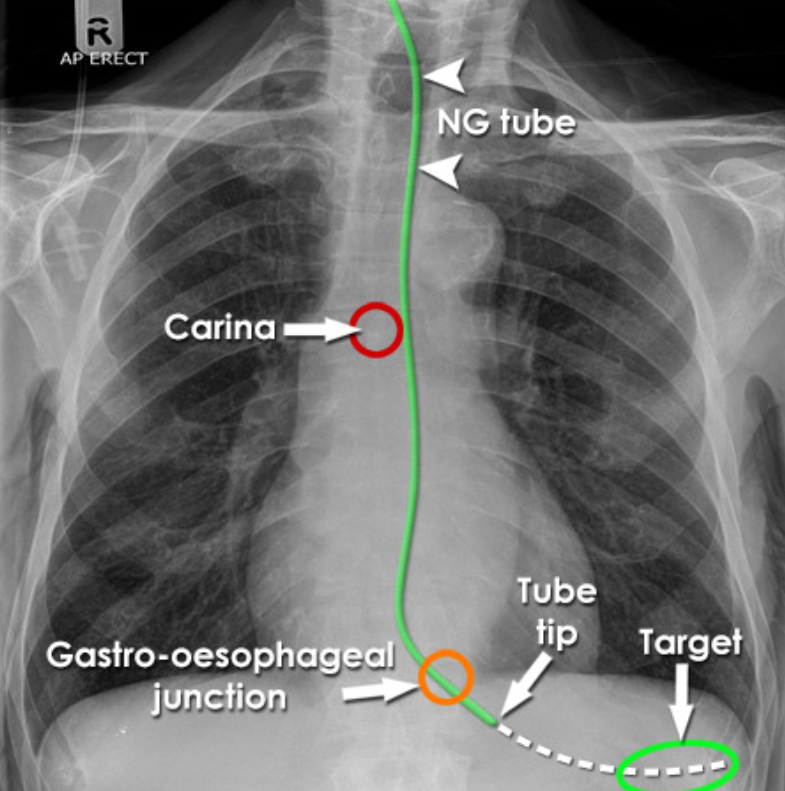 R
AP ERECT
NG tube
Carina
Tube
tip
Target
Gastro-oesophageal
junction